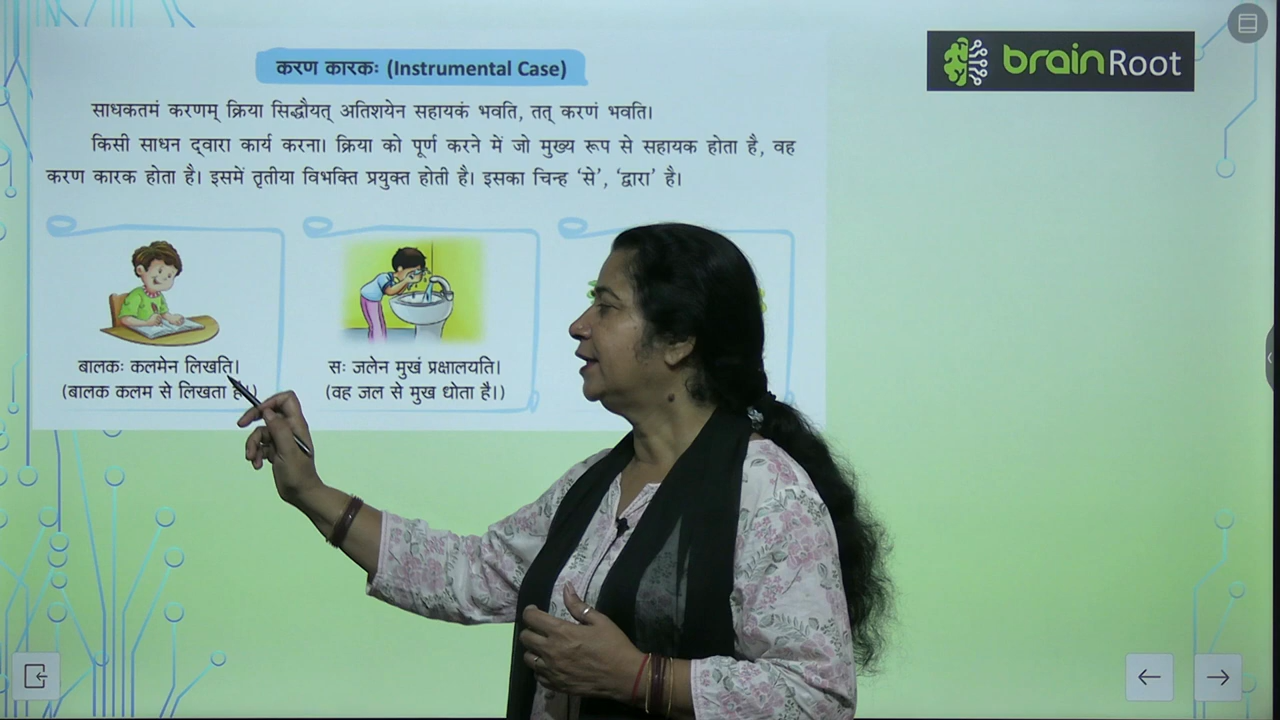 brainRoot
करण कारकः (Instrumental Case)
साधकतमं करणम् क्रिया सिद्धौयत् अतिशयेन सहायकं भवति, तत् करणं भवति।
किसी साधन द्वारा कार्य करना। क्रिया को पूर्ण करने में जो मुख्य रूप से सहायक होता है, वह
करण कारक होता है। इसमें तृतीया विभक्ति प्रयुक्त होती है। इसका चिन्ह ‘से’, ‘द्वारा’ है।
बालकः कलमेन लिखति।
(बालक कलम से लिखता है।)
सः जलेन मुखं प्रक्षालयति।
(वह जल से मुख धोता है।)